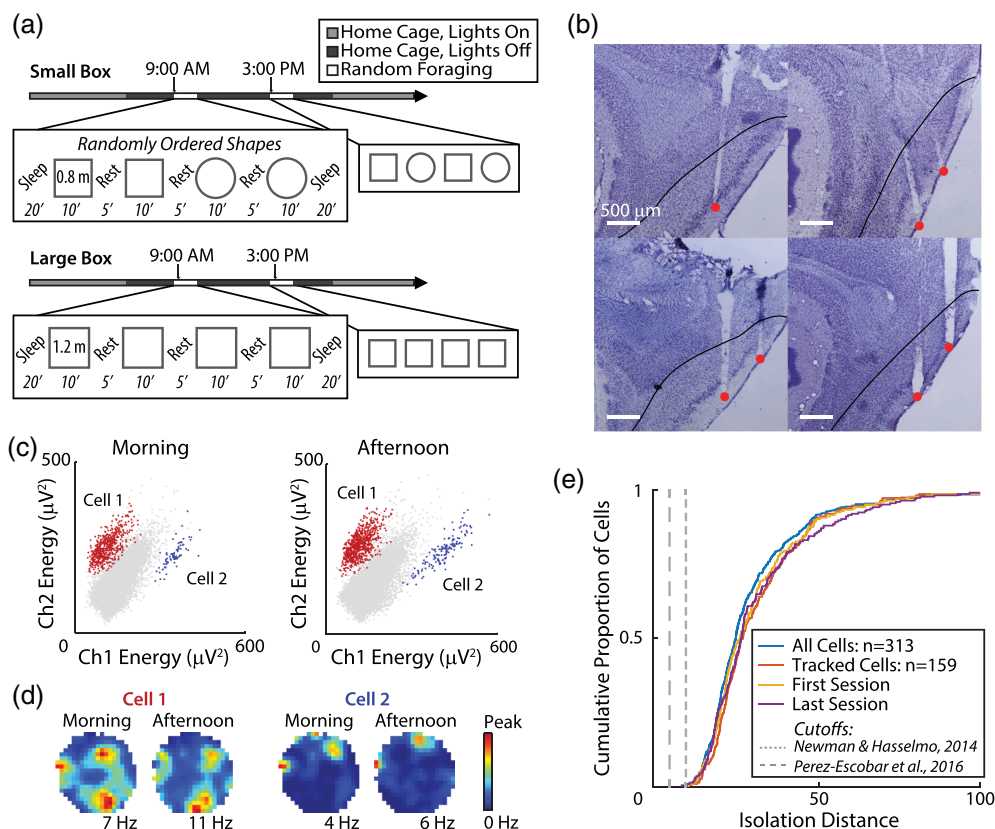 (a)
Home Cage, Lights On
Home Cage, Lights Off
Random Foraging
Small Box
9:00 AM 3:00 PM
Randomly Ordered Shapes
Sleep 0.8 m Rest Rest Rest Sleep
20’ 10’ 5’ 10’ 5’ 10’ 5’ 10’ 20’
Large Box
9:00 AM 3:00 PM
Sleep 1.2 m Rest Rest Rest Sleep
20’ 10’ 5’ 10’ 5’ 10’ 5’ 10’ 20’
(b)
500 μm
(c)
Morning
500
Ch2 Energy (μV²)
Cell 1
Cell 2
0
600
Ch1 Energy (μV²)
Afternoon
500
Ch2 Energy (μV²)
Cell 1
Cell 2
0
600
Ch1 Energy (μV²)
(d)
Cell 1
Morning Afternoon
7 Hz 11 Hz
Cell 2
Morning Afternoon
4 Hz 6 Hz
Peak
0 Hz
(e)
Cumulative Proportion of Cells
1
0.5
0
50
100
Isolation Distance
All Cells: n=313
Tracked Cells: n=159
First Session
Last Session
Cutoffs:
Newman & Hasselmo, 2014
Perez-Escobar et al., 2016